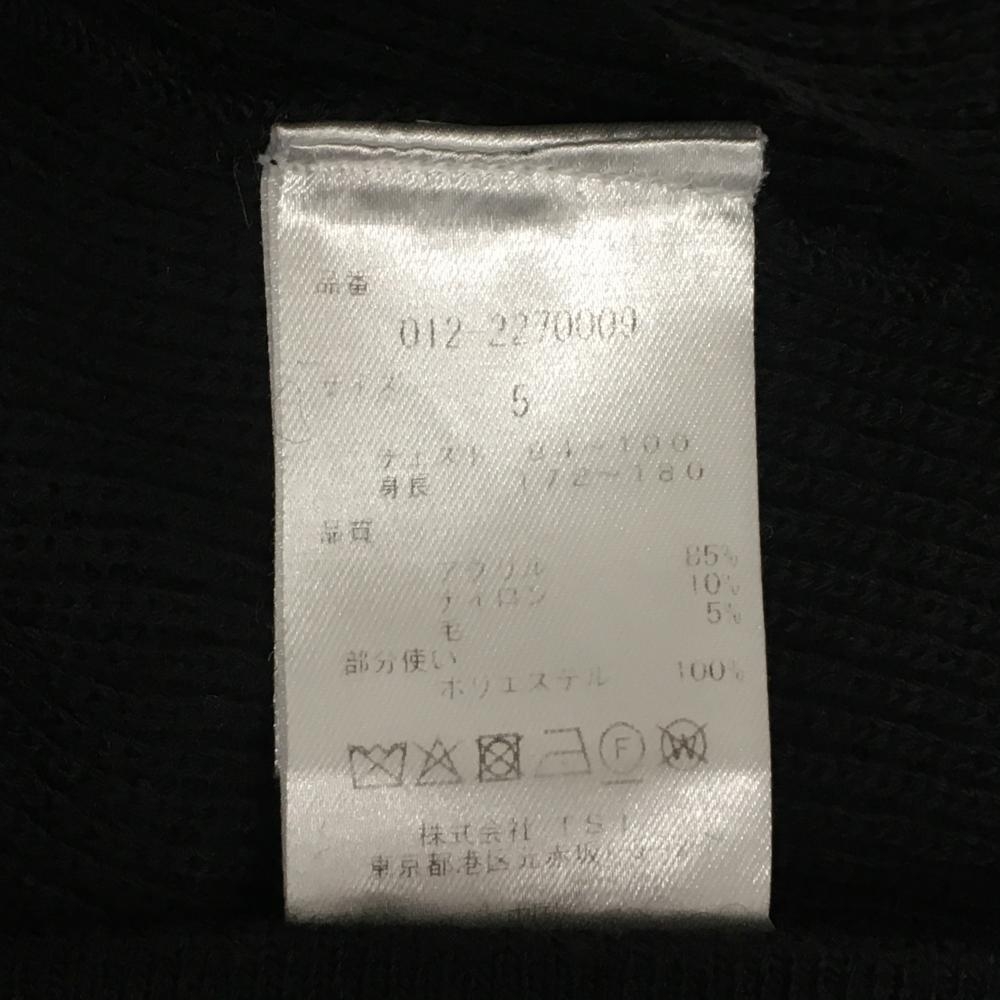 品番
012-2270009
サイズ
5
チェスト 84~100
身長 172~180
品質
アクリル 85%
ナイロン 10%
毛 5%
部分使い
ポリエステル 100%
F
W
株式会社 TSI
東京都港区元赤坂